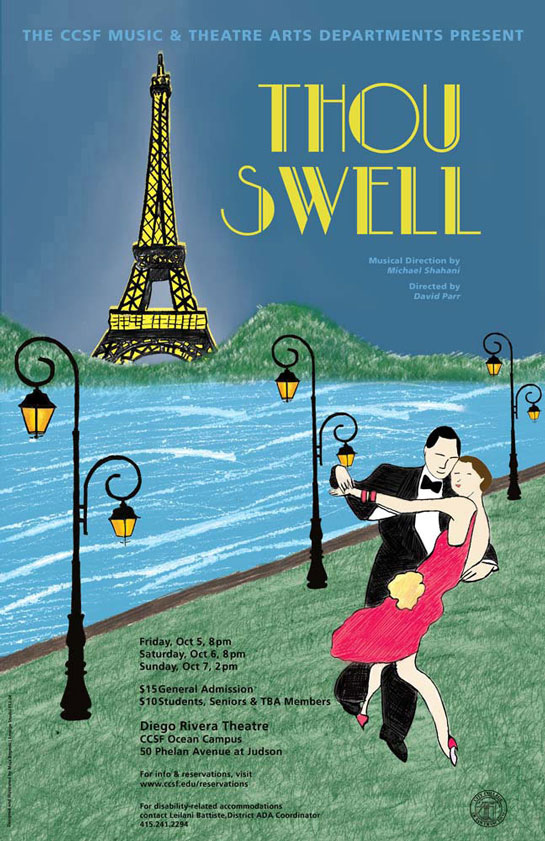 THE CCSF MUSIC & THEATRE ARTS DEPARTMENTS PRESENT
THOU
SWELL
Musical Direction by
Michael Shahani
Directed by
David Parr
Friday, Oct 5, 8pm
Saturday, Oct 6, 8pm
Sunday, Oct 7, 2pm
$15General Admission
$10Students, Seniors & TBA Members
Diego Rivera Theatre
CCSF Ocean Campus
50 Phelan Avenue at Judson
For info & reservations, visit
www.ccsf.edu/reservations
For disability-related accommodations
contact Leilani Battiste,District ADA Coordinator
415.241.2294